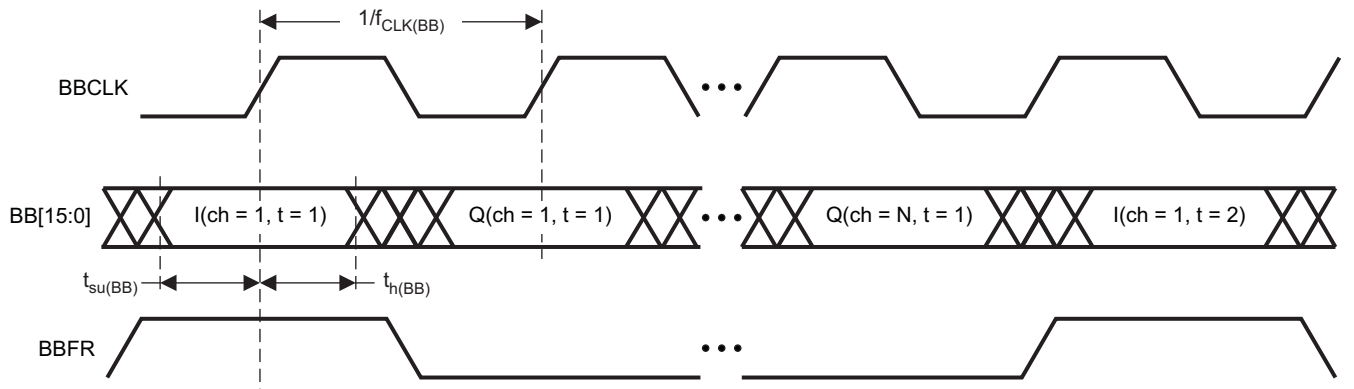 1/fCLK(BB)
BBCLK
•••
BB[15:0]
I(ch = 1, t = 1)
Q(ch = 1, t = 1)
•••
Q(ch = N, t = 1)
I(ch = 1, t = 2)
tsu(BB)
th(BB)
BBFR
•••